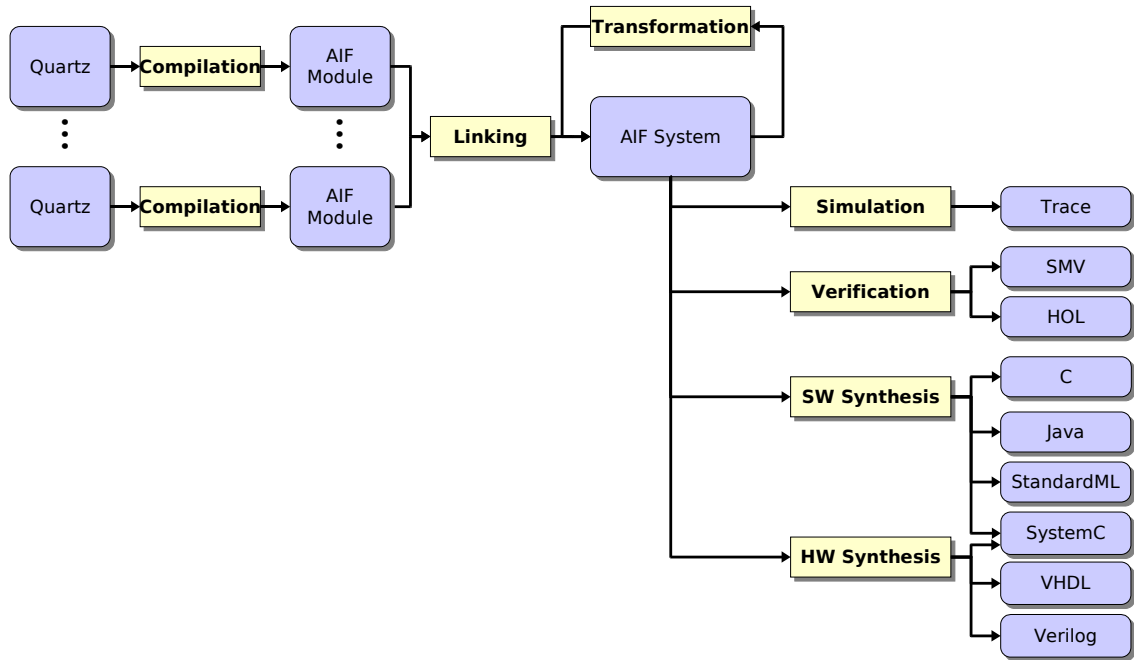 Transformation
Quartz
Compilation
AIF
Module
Linking
AIF System
Quartz
Compilation
AIF
Module
Simulation
Trace
Verification
SMV
HOL
SW Synthesis
C
Java
StandardML
SystemC
HW Synthesis
VHDL
Verilog